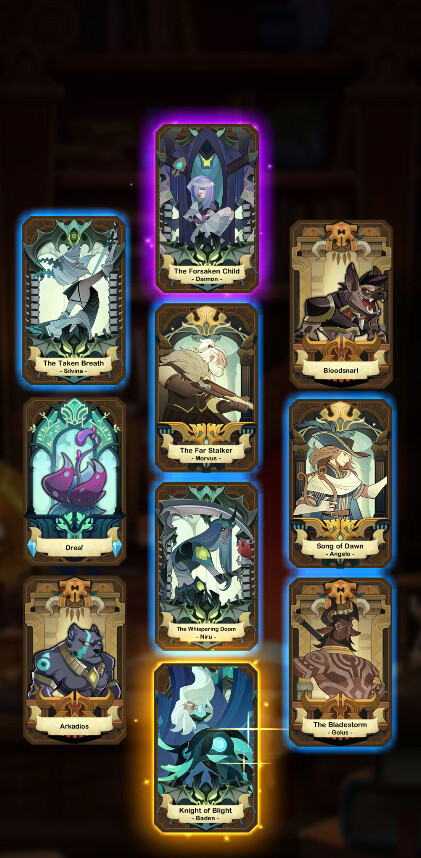 The Forsaken Child
- Daimon -
The Taken Breath
- Silvina -
Bloodsnarl
The Far Stalker
- Morvus -
Dreaf
Song of Dawn
- Angelo -
The Whispering Doom
- Niru -
Arkadios
The Bladestorm
- Golus -
Knight of Blight
- Baden -